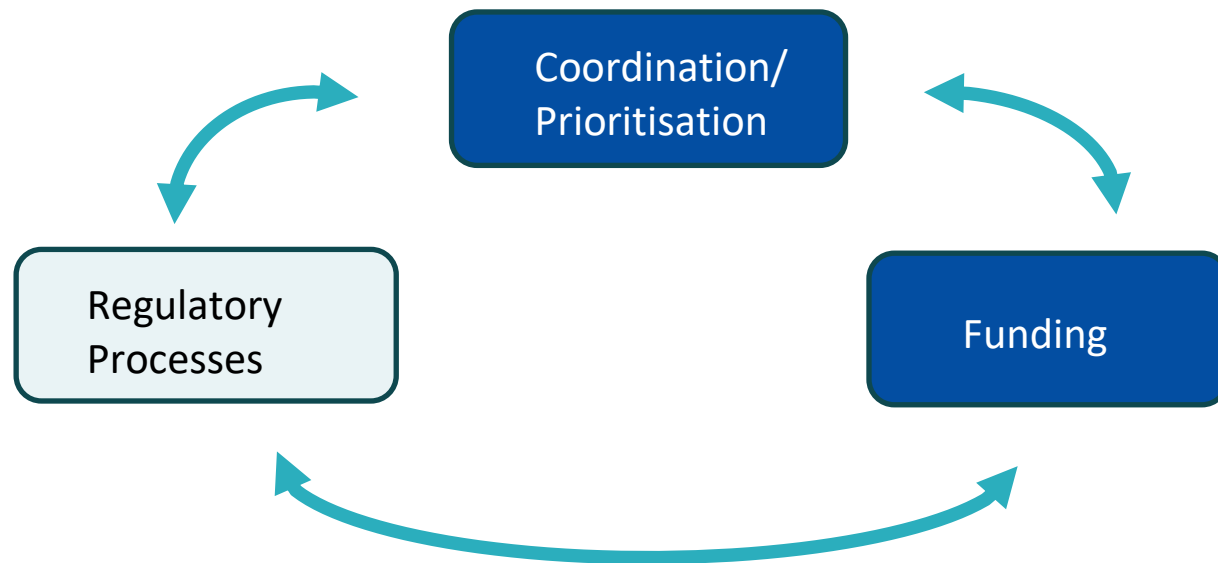 Coordination/
Prioritisation
Regulatory
Processes
Funding